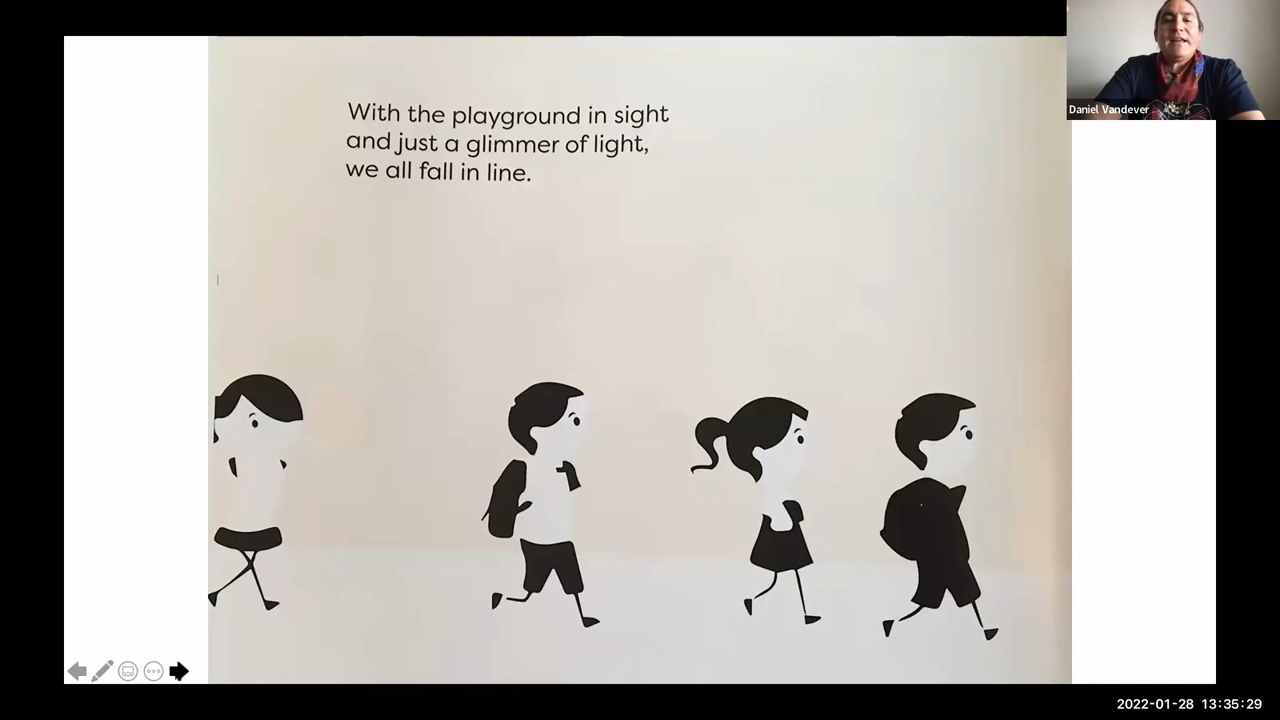 With the playground in sight
and just a glimmer of light,
we all fall in line.
Daniel Vandever
2022-01-28 13:35:29